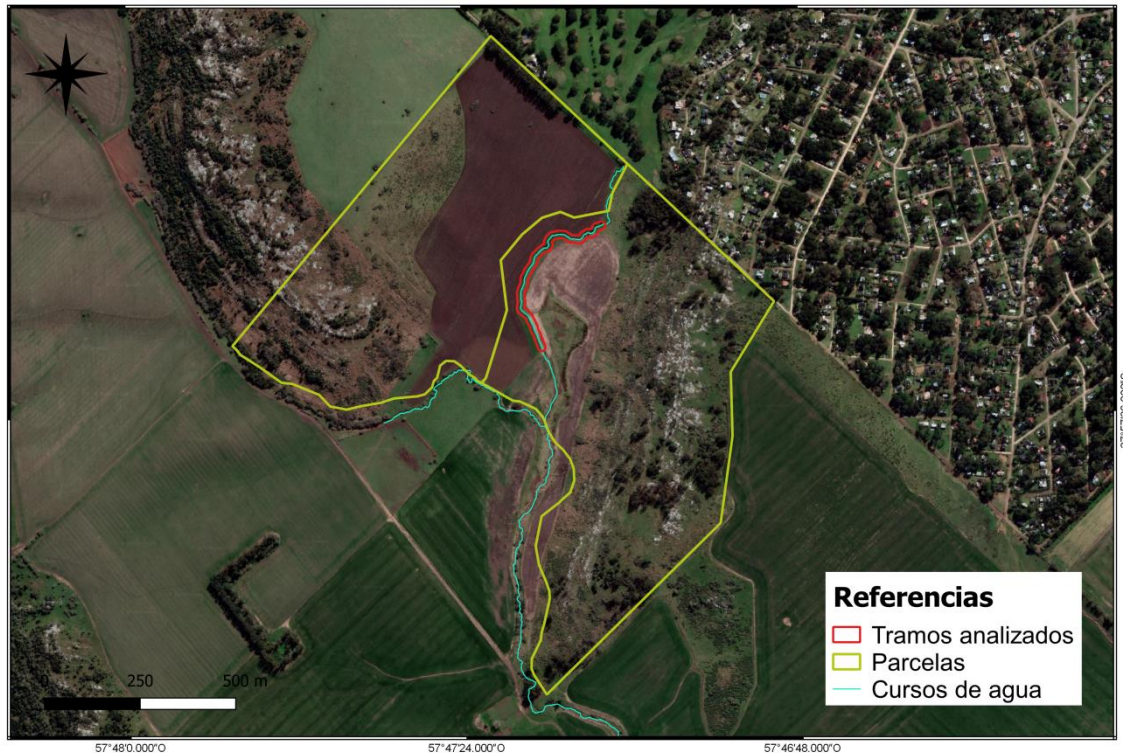 Referencias
Tramos analizados
Parcelas
Cursos de agua
0 250 500 m
57°48'0.000"O 57°47'24.000"O 57°46'48.000"O